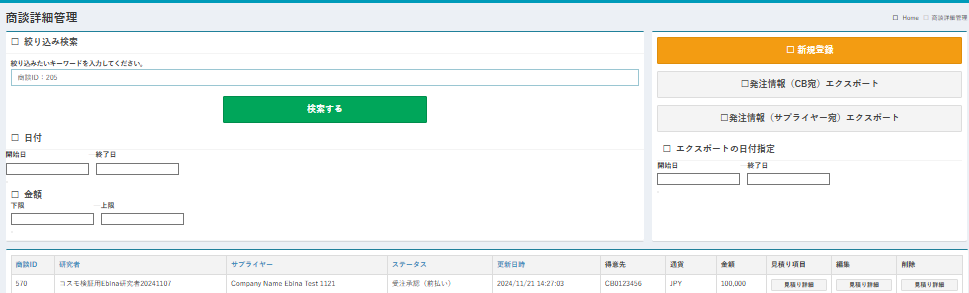 商談詳細管理
Home 商談詳細管理
絞り込み検索
絞り込みたいキーワードを入力してください。
商談ID：205
検索する
日付
開始日 終了日
金額
下限 上限
新規登録
発注情報（CB宛）エクスポート
発注情報（サプライヤー宛）エクスポート
エクスポートの日付指定
開始日 終了日
商談ID 研究者 サプライヤー ステータス 更新日時 得意先 通貨 金額 見積り項目 編集 削除
570 コスモ検証用Ebina研究者20241107 Company Name Ebina Test 1121 受注承認（前払い） 2024/11/21 14:27:03 CB0123456 JPY 100,000 見積り詳細 見積り詳細 見積り詳細